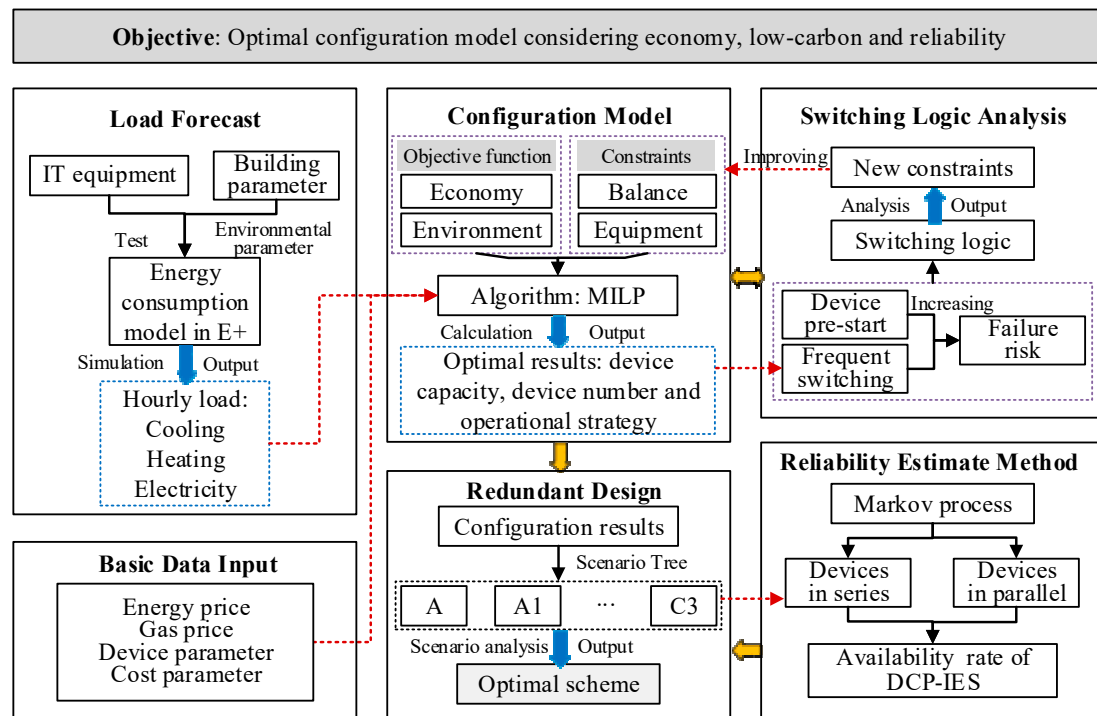 Objective: Optimal configuration model considering economy, low-carbon and reliability
Load Forecast
IT equipment
Building
parameter
Test
Environmental
parameter
Energy
consumption
model in E+
Simulation
Output
Hourly load:
Cooling
Heating
Electricity
Basic Data Input
Energy price
Gas price
Device parameter
Cost parameter
Configuration Model
Objective function
Constraints
Economy
Balance
Environment
Equipment
Algorithm: MILP
Calculation
Output
Optimal results: device
capacity, device number and
operational strategy
Redundant Design
Configuration results
Scenario Tree
A
A1
...
C3
Scenario analysis
Output
Optimal scheme
Switching Logic Analysis
Improving
New constraints
Analysis
Output
Switching logic
Device
pre-start
Increasing
Failure
risk
Frequent
switching
Reliability Estimate Method
Markov process
Devices
in series
Devices
in parallel
Availability rate of
DCP-IES